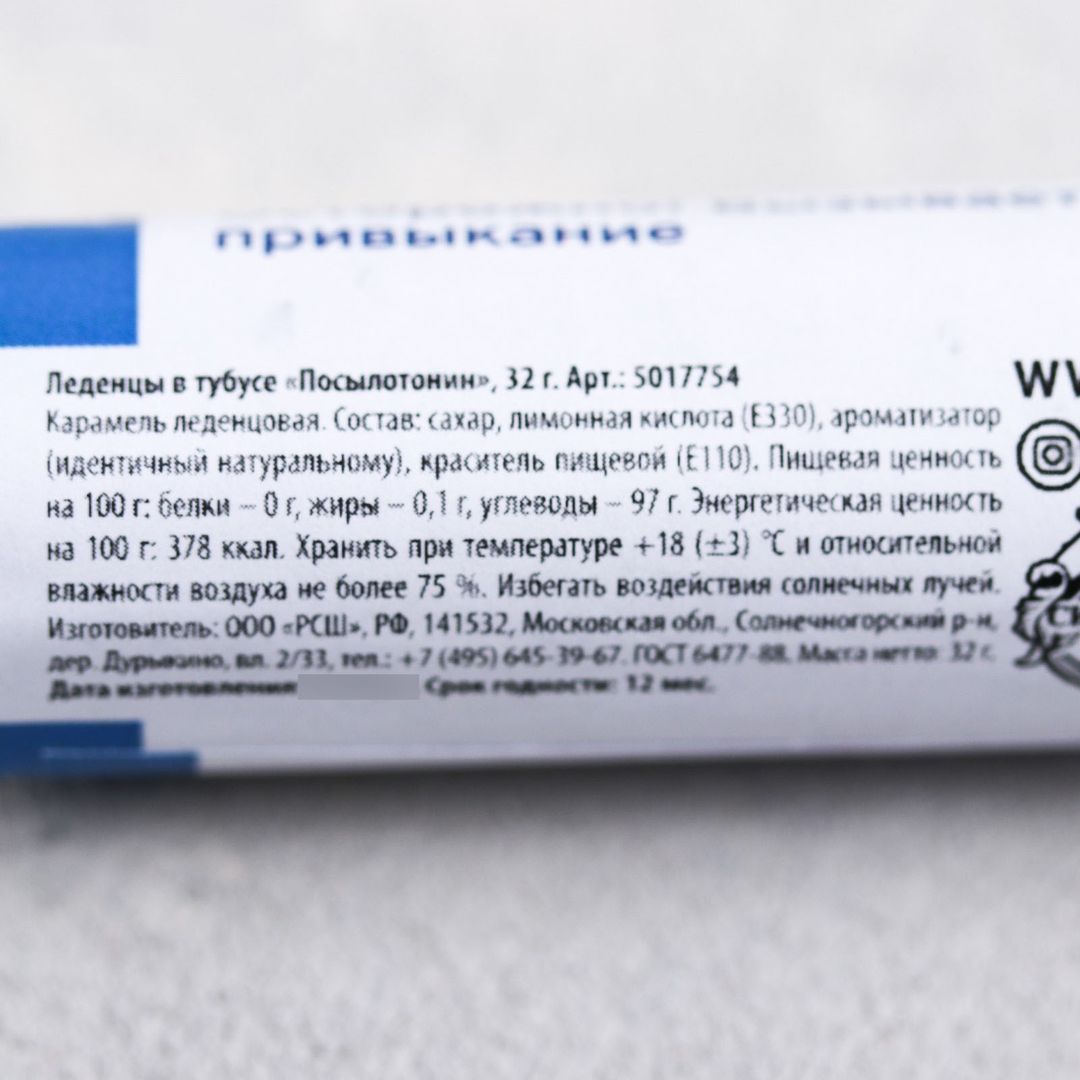 привыкание
Леденцы в тубусе «Посылотонин», 32 г. Арт.: 5017754
Карамель леденцовая. Состав: сахар, лимонная кислота (Е330), ароматизатор
(идентичный натуральному), краситель пищевой (Е110). Пищевая ценность
на 100 г: белки – 0 г, жиры – 0,1 г, углеводы – 97 г. Энергетическая ценность
на 100 г: 378 ккал. Хранить при температуре +18 (±3) °С и относительной
влажности воздуха не более 75 %. Избегать воздействия солнечных лучей.
Изготовитель: ООО «РСШ», РФ, 141532, Московская обл., Солнечногорский р-н,
дер. Дурыкино, вл. 2/33, тел.: +7 (495) 645-39-67. ГОСТ 6477-88. Масса нетто: 32 г.
Дата изготовления Срок годности: 12 мес.